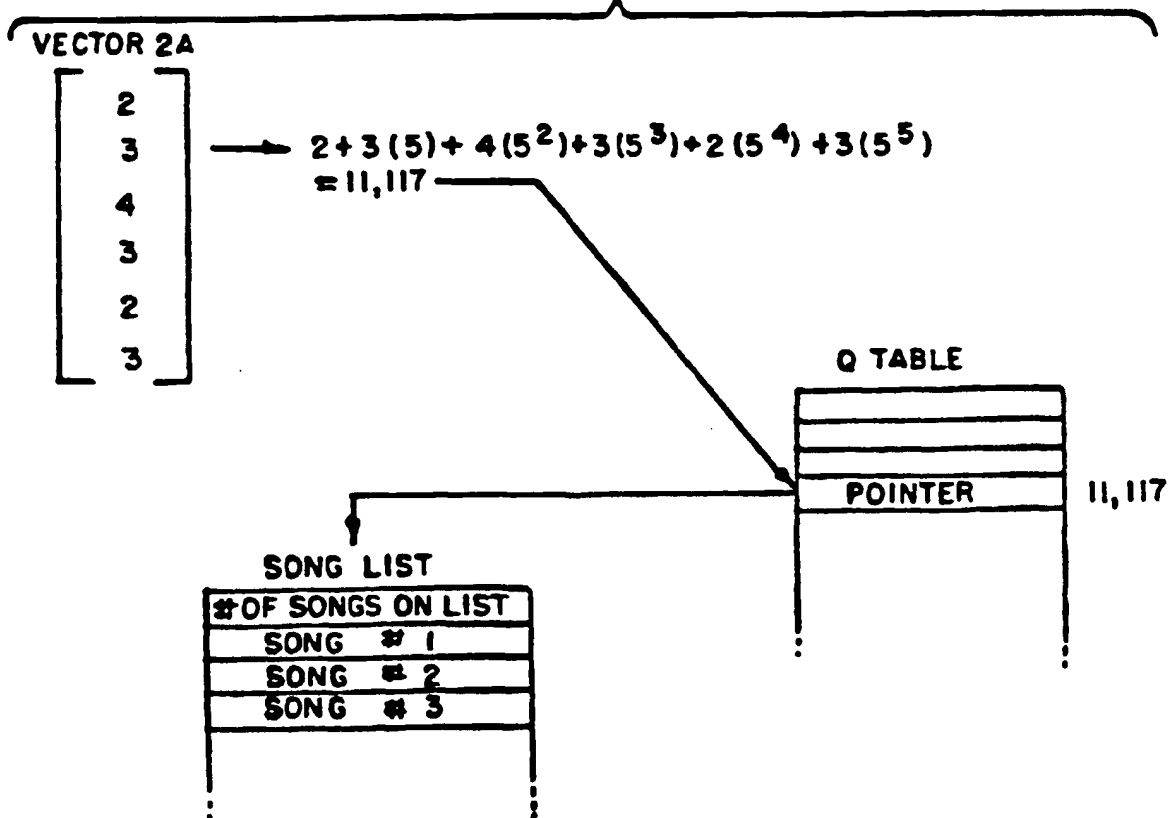 VECTOR 2A
2
3
4
3
2
3
2+3(5)+4(5²)+3(5³)+2(5⁴)+3(5⁵)
=11,117
Q TABLE
POINTER 11,117
SONG LIST
# OF SONGS ON LIST
SONG # 1
SONG # 2
SONG # 3